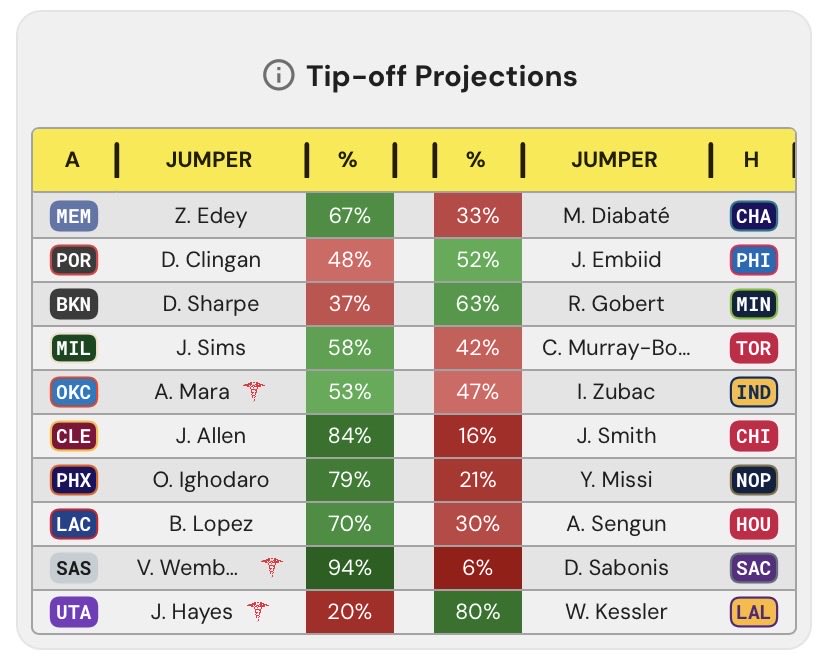 Tip-off Projections
A JUMPER % % JUMPER H
MEM Z. Edey 67% 33% M. Diabaté CHA
POR D. Clingan 48% 52% J. Embiid PHI
BKN D. Sharpe 37% 63% R. Gobert MIN
MIL J. Sims 58% 42% C. Murray-Bo... TOR
OKC A. Mara 53% 47% I. Zubac IND
CLE J. Allen 84% 16% J. Smith CHI
PHX O. Ighodaro 79% 21% Y. Missi NOP
LAC B. Lopez 70% 30% A. Sengun HOU
SAS V. Wemb... 94% 6% D. Sabonis SAC
UTA J. Hayes 20% 80% W. Kessler LAL